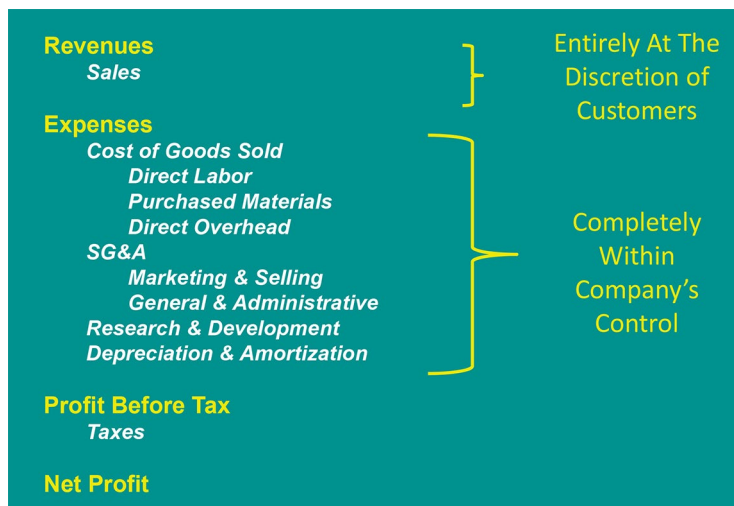 Revenues
Sales
Entirely At The
Discretion of
Customers
Expenses
Cost of Goods Sold
Direct Labor
Purchased Materials
Direct Overhead
SG&A
Marketing & Selling
General & Administrative
Research & Development
Depreciation & Amortization
Completely
Within
Company’s
Control
Profit Before Tax
Taxes
Net Profit